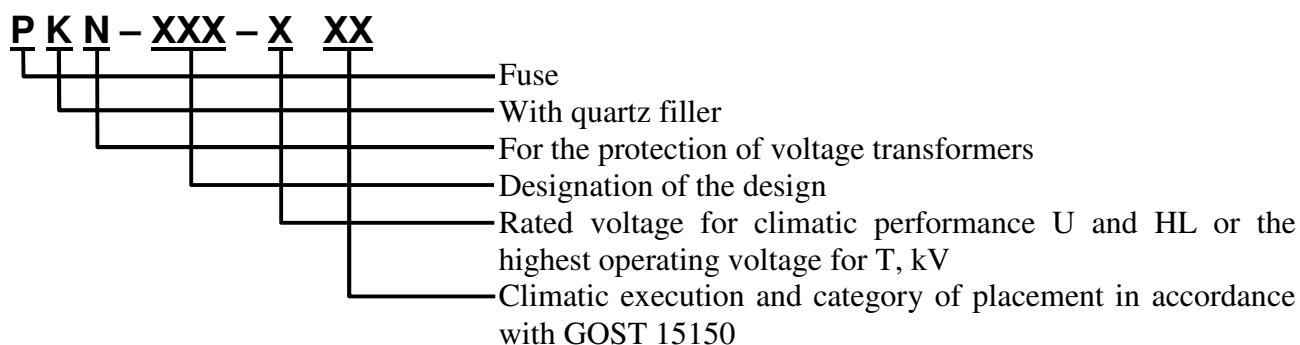 P K N – XXX – X XX
Fuse
With quartz filler
For the protection of voltage transformers
Designation of the design
Rated voltage for climatic performance U and HL or the
highest operating voltage for T, kV
Climatic execution and category of placement in accordance
with GOST 15150